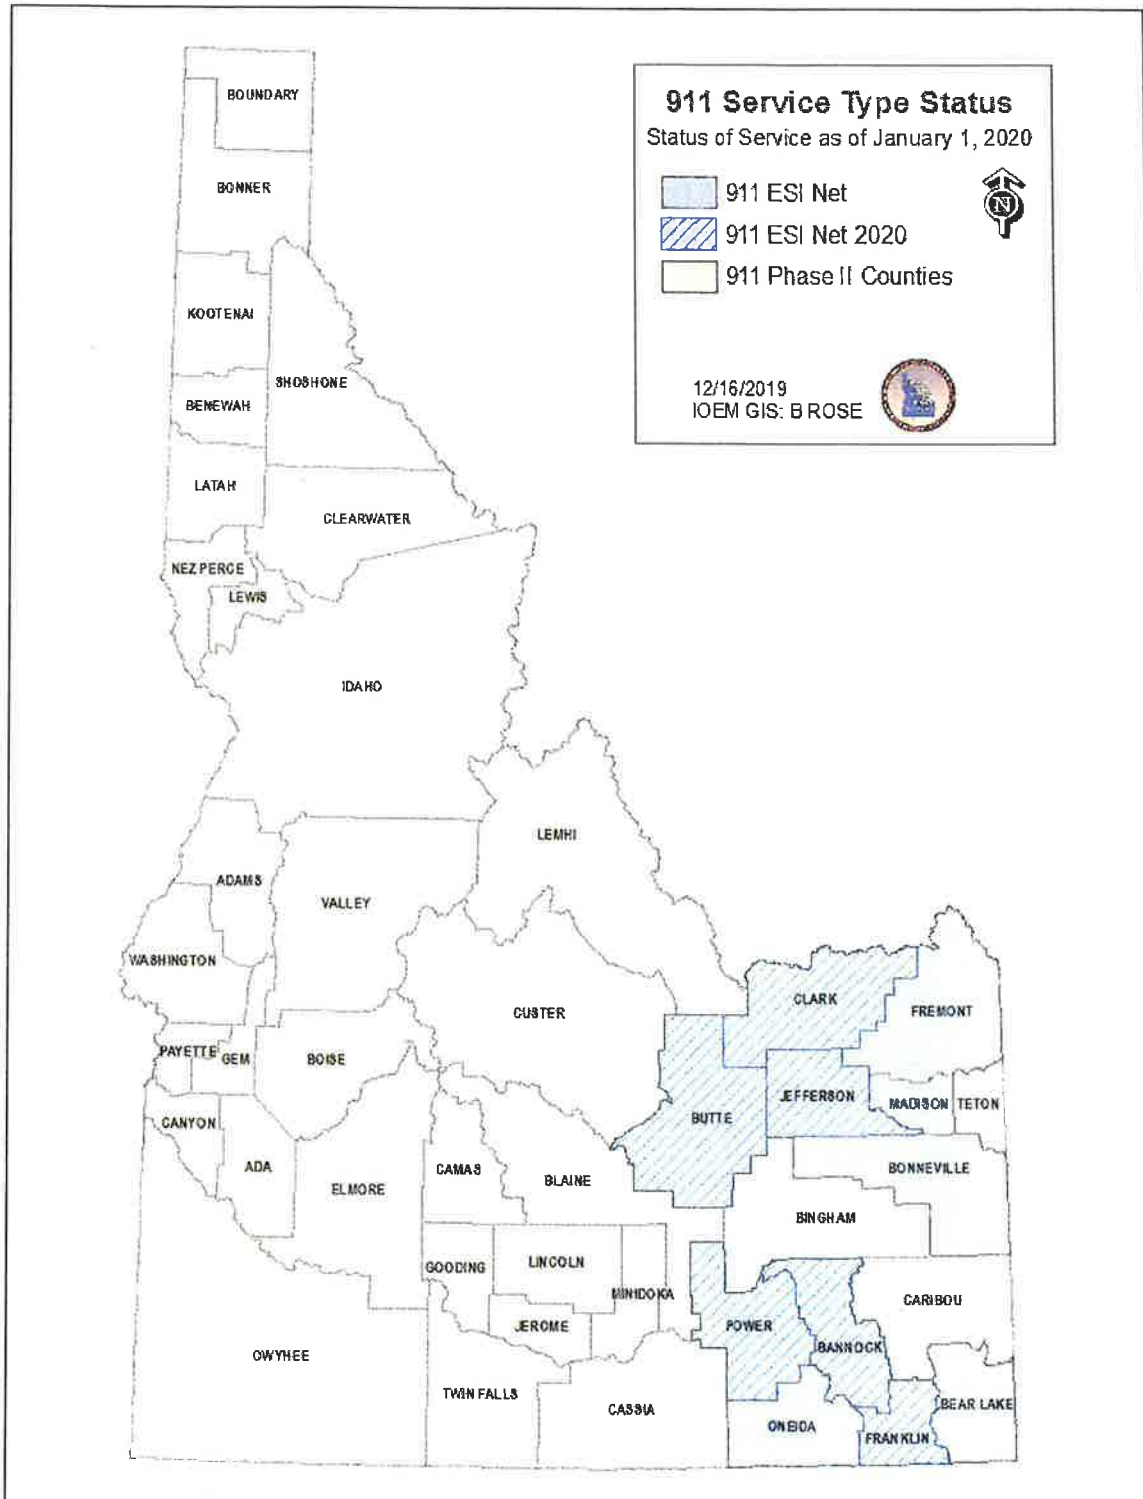 911 Service Type Status
Status of Service as of January 1, 2020
911 ESI Net
911 ESI Net 2020
911 Phase II Counties
N
12/16/2019
IOEM GIS: B ROSE
BOUNDARY
BONNER
KOOTENAI
SHOSHONE
BENEWAH
LATAH
CLEARWATER
NEZ PERCE
LEWIS
IDAHO
LEMHI
ADAMS
VALLEY
WASHINGTON
CUSTER
CLARK
FREMONT
PAYETTE
GEM
BOISE
BUTTE
JEFFERSON
MADISON
TETON
CANYON
ADA
ELMORE
CAMAS
BLAINE
BONNEVILLE
BINGHAM
GOODING
LINCOLN
MINIDOKA
CARIBOU
JEROME
POWER
BANNOCK
OWYHEE
TWIN FALLS
CASSIA
ONEIDA
FRANKLIN
BEAR LAKE